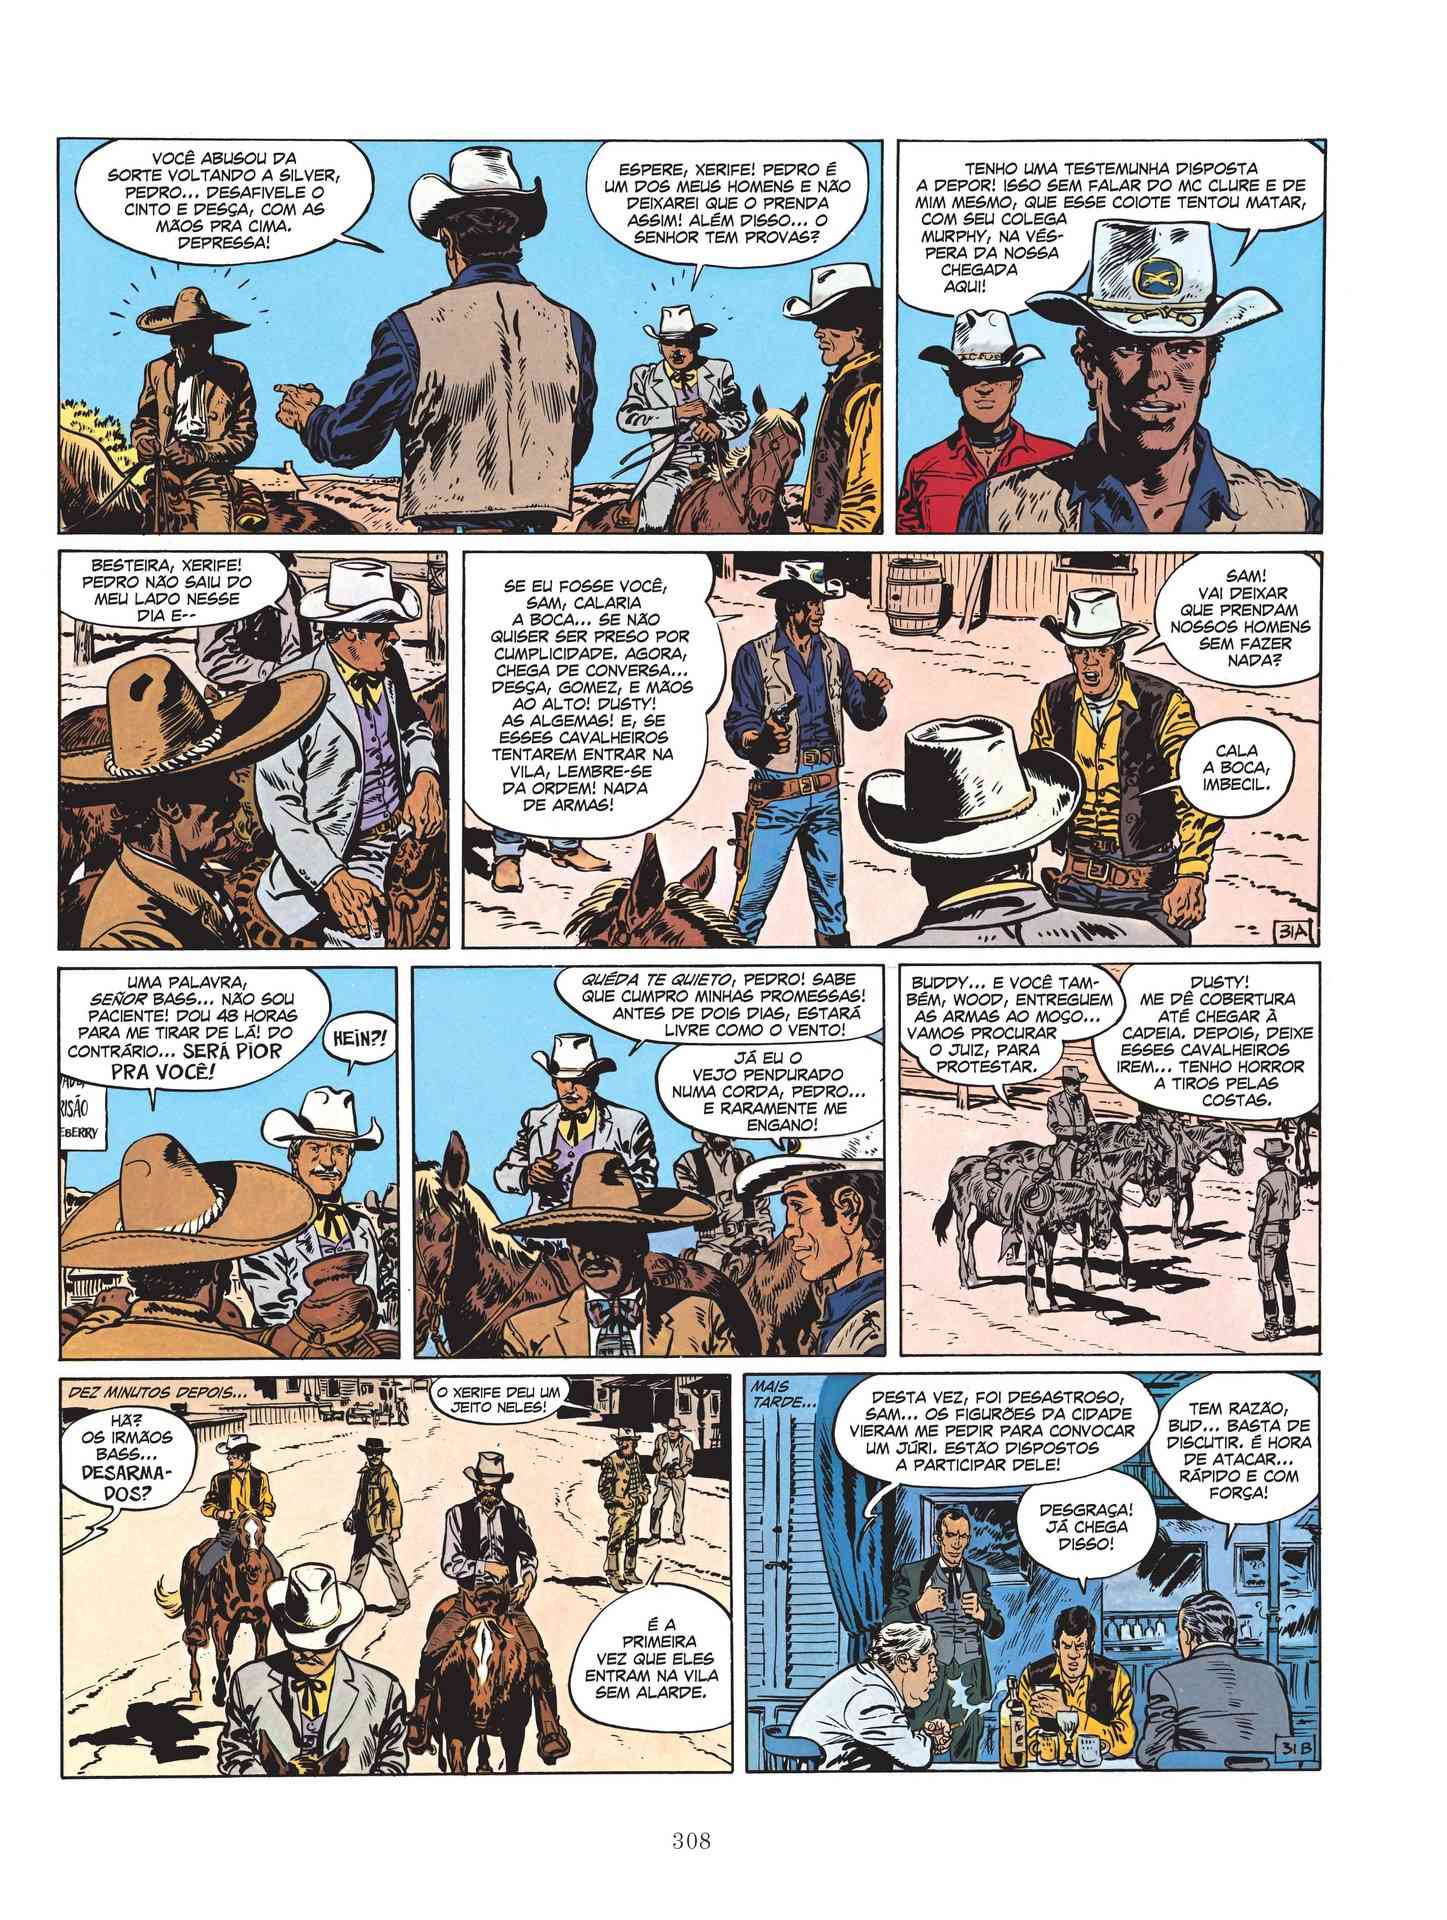 VOCÊ ABUSOU DA
SORTE VOLTANDO A SILVER,
PEDRO... DESAFIVELE O
CINTO E DESÇA, COM AS
MÃOS PRA CIMA.
DEPRESSA!
ESPERE, XERIFE! PEDRO É
UM DOS MEUS HOMENS E NÃO
DEIXAREI QUE O PRENDA
ASSIM! ALÉM DISSO... O
SENHOR TEM PROVAS?
TENHO UMA TESTEMUNHA DISPOSTA
A DEPOR! ISSO SEM FALAR DO MC CLURE E DE
MIM MESMO, QUE ESSE COIOTE TENTOU MATAR,
COM SEU COLEGA
MURPHY, NA VÉS-
PERA DA NOSSA
CHEGADA
AQUI!
BESTEIRA, XERIFE!
PEDRO NÃO SAIU DO
MEU LADO NESSE
DIA E--
SE EU FOSSE VOCÊ,
SAM, CALARIA
A BOCA... SE NÃO
QUISER SER PRESO POR
CUMPLICIDADE. AGORA,
CHEGA DE CONVERSA...
DESÇA, GOMEZ, E MÃOS
AO ALTO! DUSTY!
AS ALGEMAS! E, SE
ESSES CAVALHEIROS
TENTAREM ENTRAR NA
VILA, LEMBRE-SE
DA ORDEM! NADA
DE ARMAS!
SAM!
VAI DEIXAR
QUE PRENDAM
NOSSOS HOMENS
SEM FAZER
NADA?
CALA
A BOCA,
IMBECIL.
31A
UMA PALAVRA,
SEÑOR BASS... NÃO SOU
PACIENTE! DOU 48 HORAS
PARA ME TIRAR DE LÁ! DO
CONTRÁRIO... SERÁ PIOR
PRA VOCÊ!
HEIN?!
RISÃO
EBERRY
QUÉDA TE QUIETO, PEDRO! SABE
QUE CUMPRO MINHAS PROMESSAS!
ANTES DE DOIS DIAS, ESTARÁ
LIVRE COMO O VENTO!
JÁ EU O
VEJO PENDURADO
NUMA CORDA, PEDRO...
E RARAMENTE ME
ENGANO!
BUDDY... E VOCÊ TAM-
BÉM, WOOD, ENTREGUEM
AS ARMAS AO MOÇO...
VAMOS PROCURAR
O JUIZ, PARA
PROTESTAR.
DUSTY!
ME DÊ COBERTURA
ATÉ CHEGAR À
CADEIA. DEPOIS, DEIXE
ESSES CAVALHEIROS
IREM... TENHO HORROR
A TIROS PELAS
COSTAS.
DEZ MINUTOS DEPOIS...
HÃ?
OS IRMÃOS
BASS...
DESARMA-
DOS?
O XERIFE DEU UM
JEITO NELES!
É A
PRIMEIRA
VEZ QUE ELES
ENTRAM NA VILA
SEM ALARDE.
MAIS
TARDE...
DESTA VEZ, FOI DESASTROSO,
SAM... OS FIGURÕES DA CIDADE
VIERAM ME PEDIR PARA CONVOCAR
UM JÚRI. ESTÃO DISPOSTOS
A PARTICIPAR DELE!
DESGRAÇA!
JÁ CHEGA
DISSO!
TEM RAZÃO,
BUD... BASTA DE
DISCUTIR. É HORA
DE ATACAR...
RÁPIDO E COM
FORÇA!
31B
308